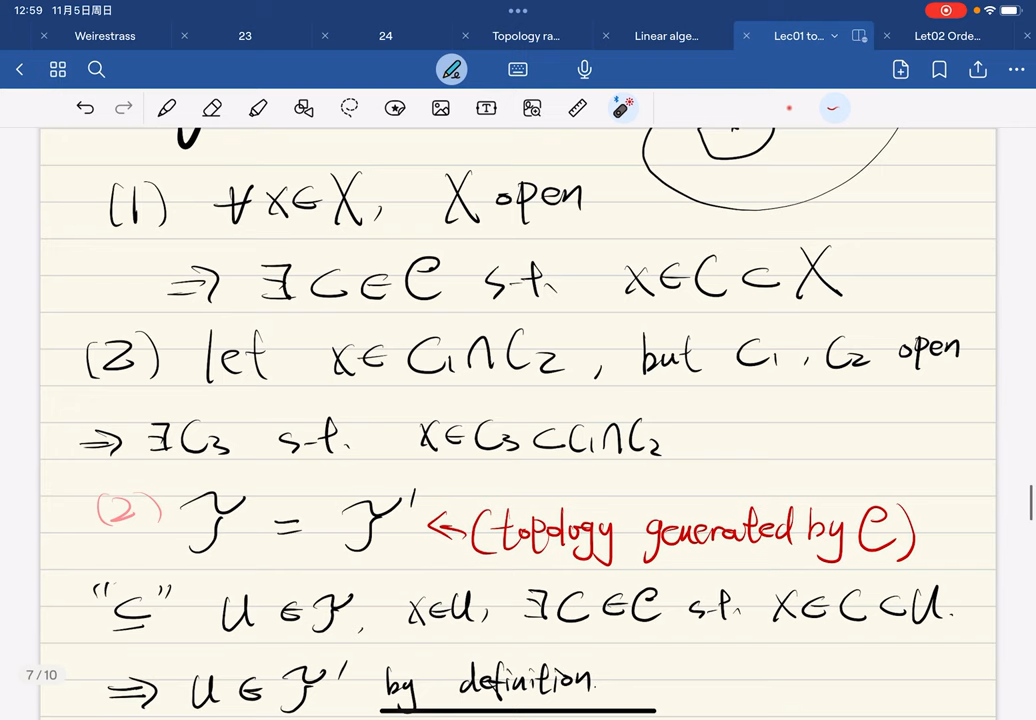 12:59 11月5日周日
Weirestrass 23 24 Topology ra... Linear alge... Lec01 to... Let02 Orde...
(1) ∀x∈X, X open
⇒ ∃C∈𝒞 s.t. x∈C⊂X
(2) let x∈C₁∩C₂, but C₁, C₂ open
⇒ ∃C₃ s.t. x∈C₃⊂C₁∩C₂
(2) 𝒯 = 𝒯' ← (topology generated by 𝒞)
"⊆" U∈𝒯, x∈U, ∃C∈𝒞 s.t. x∈C⊂U.
7/10
⇒ U∈𝒯' by definition.